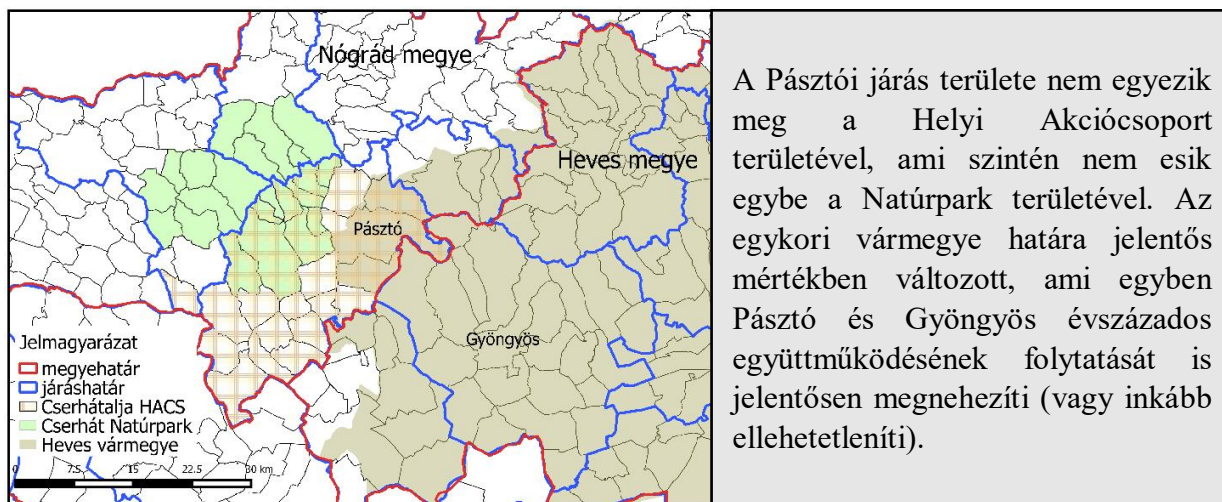 Nógrád megye
Heves megye
Pásztó
Gyöngyös
Jelmagyarázat
megyehatár
járáshatár
Cserhátalja HACS
Cserhát Natúrpark
Heves vármegye
0 7.5 15 22.5 30 km
A Pásztói járás területe nem egyezik
meg a Helyi Akciócsoport
területével, ami szintén nem esik
egybe a Natúrpark területével. Az
egykori vármegye határa jelentős
mértékben változott, ami egyben
Pásztó és Gyöngyös évszázados
együttműködésének folytatását is
jelentősen megnehezíti (vagy inkább
ellehetetleníti).